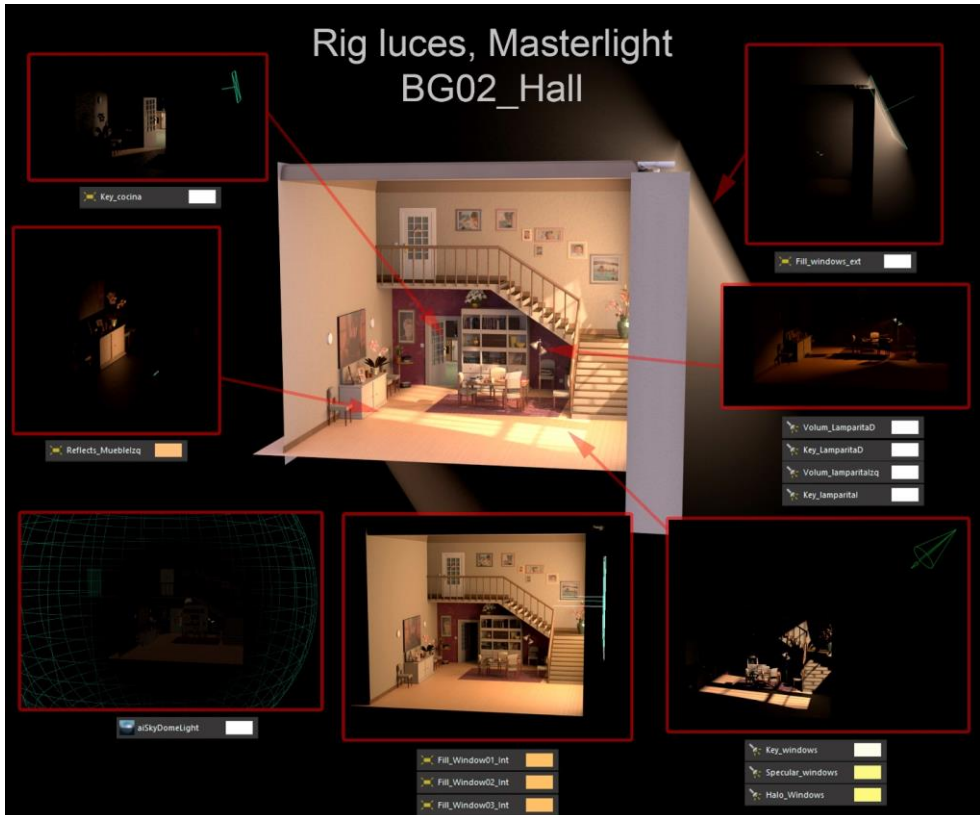 Rig luces, Masterlight
BG02_Hall
Key_cocina
Fill_windows_ext
Reflects_MuebleIzq
Volum_LamparitaD
Key_LamparitaD
Volum_lamparitaIzq
Key_lamparitaI
aiSkyDomeLight
Fill_Window01_Int
Fill_Window02_Int
Fill_Window03_Int
Key_windows
Specular_windows
Halo_Windows